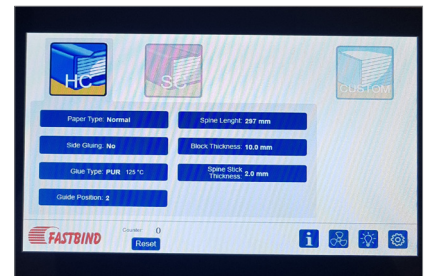 HC
SC
CUSTOM
Paper Type: Normal
Spine Lenght: 297 mm
Side Gluing: No
Block Thickness: 10.0 mm
Glue Type: PUR 125 °C
Spine Stick
Thickness: 2.0 mm
Guide Position: 2
FASTBIND
Counter 0
Reset
i